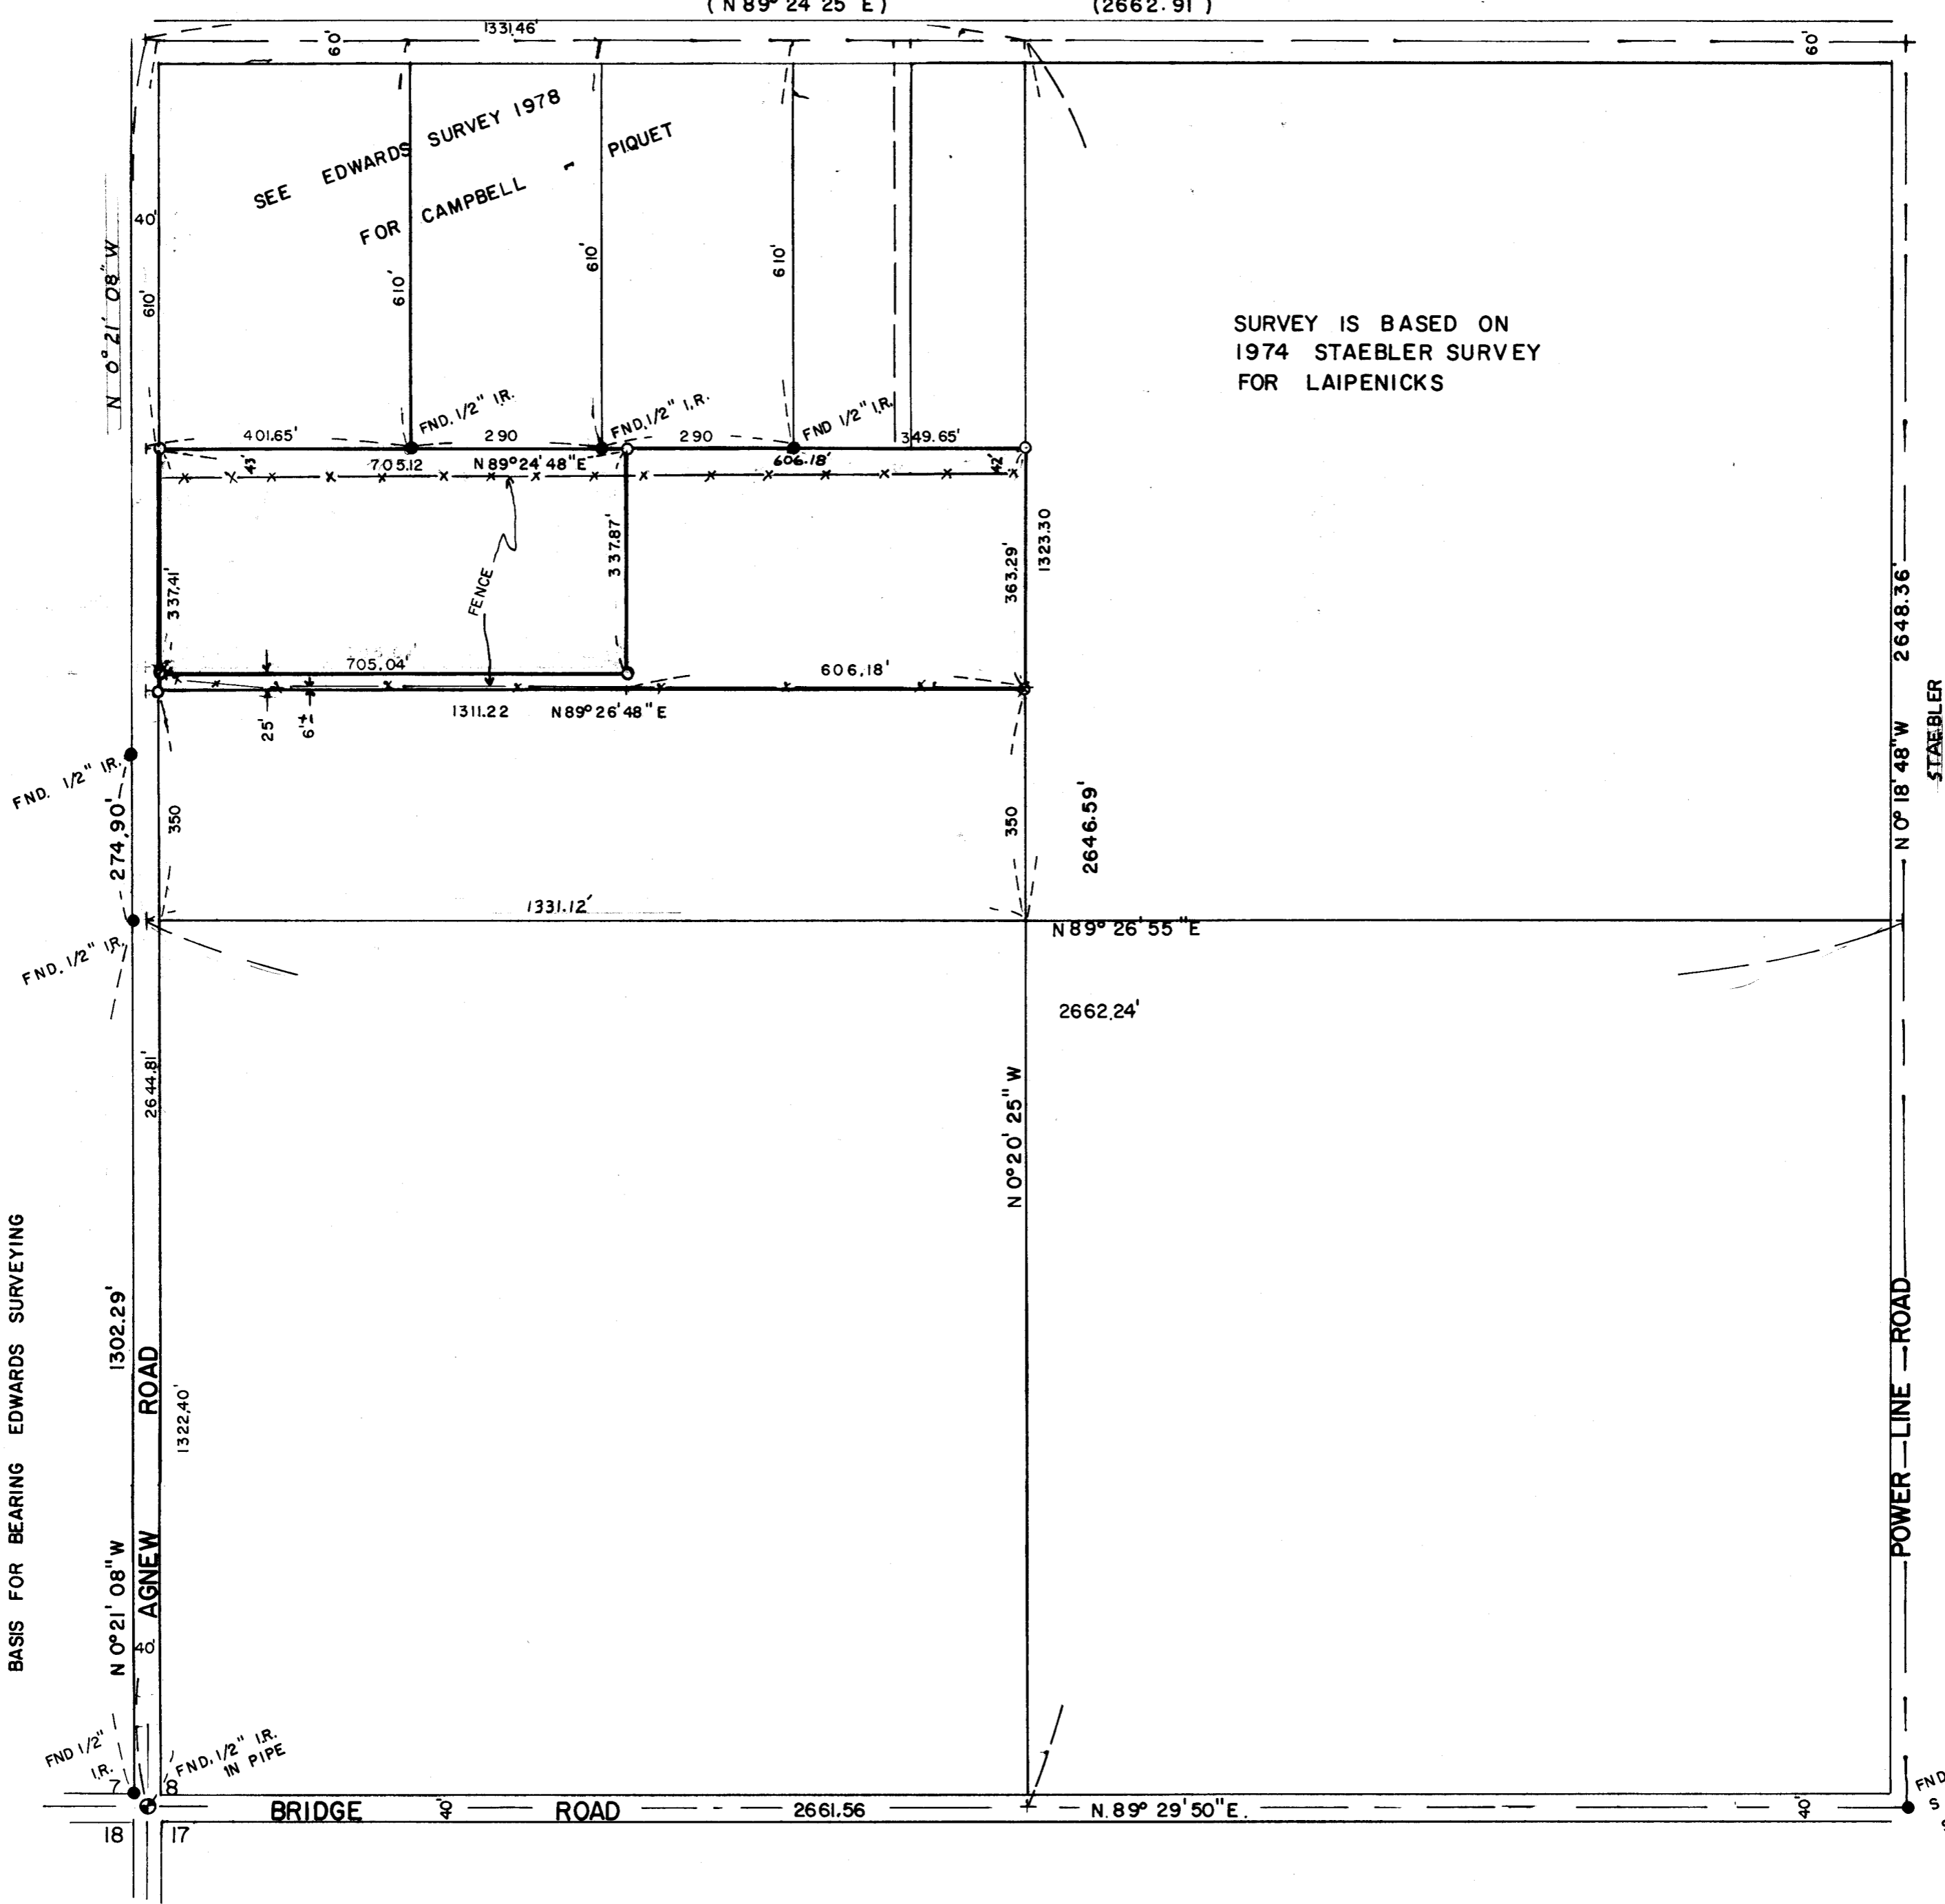 (N 89° 24' 25" E) (2662.91')
1331.46'
60'
60'
SEE EDWARDS SURVEY 1978
FOR CAMPBELL PIQUET
40'
N 0° 21' 08" W
610'
610'
610'
610'
SURVEY IS BASED ON
1974 STAEBLER SURVEY
FOR LAIPENICKS
FND. 1/2" I.R.
FND. 1/2" I.R.
FND 1/2" I.R.
401.65'
290
290
349.65'
43'
705.12
N 89° 24' 48" E
606.18'
42'
337.41'
FENCE
337.87'
363.29'
1323.30
705.04'
606.18'
25'
6'±
1311.22
N 89° 26' 48" E
2648.36'
N 0° 18' 48" W
STAEBLER
FND. 1/2" I.R.
274.90'
350
350
2646.59'
1331.12'
N 89° 26' 55" E
FND. 1/2" I.R.
2662.24'
2644.81'
N 0° 20' 25" W
BASIS FOR BEARING EDWARDS SURVEYING
N 0° 21' 08" W 1302.29'
AGNEW ROAD
1322.40'
40'
POWER LINE ROAD
FND 1/2"
I.R.
FND. 1/2" I.R.
IN PIPE
7 8
BRIDGE 40' ROAD 2661.56 N. 89° 29' 50" E. 40'
18 17
FND
S